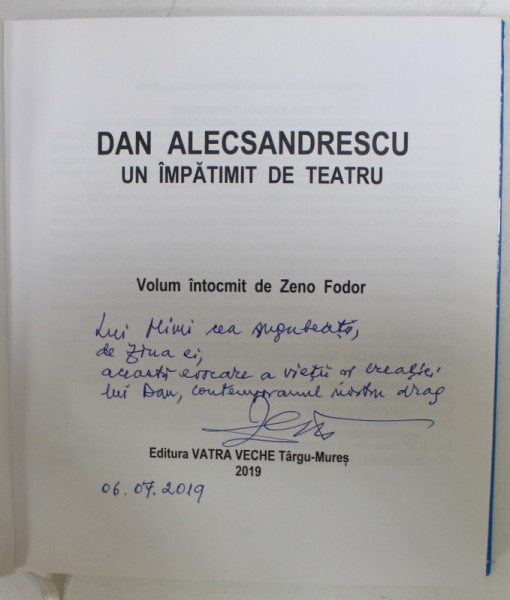 DAN ALECSANDRESCU
UN ÎMPĂTIMIT DE TEATRU
Volum întocmit de Zeno Fodor
Lui Mimi cea șugubeață,
de ziua ei,
această evocare a vieții și creației
lui Dan, contemporanul nostru drag
Editura VATRA VECHE Târgu-Mureș
2019
06.07.2019